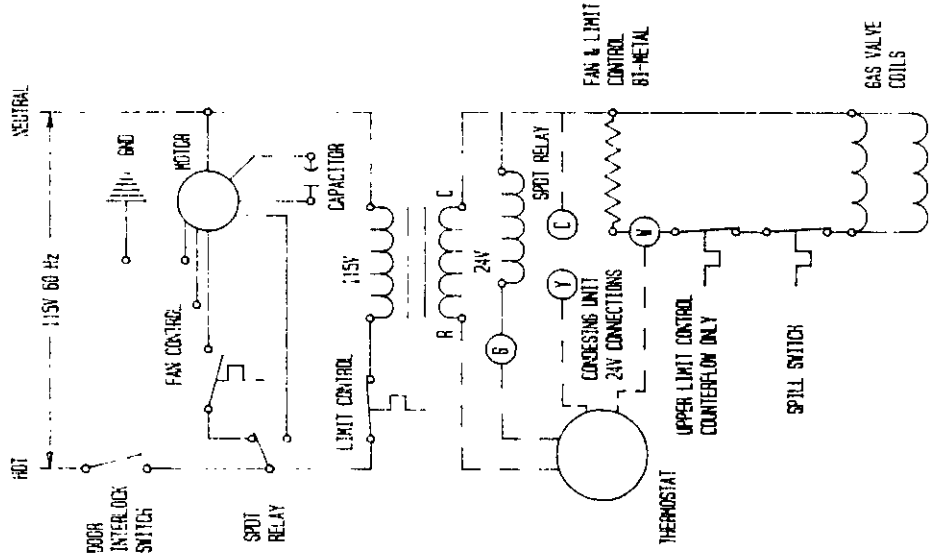 HOT
115V 60 Hz
NEUTRAL
DOOR
INTERLOCK
SWITCH
GND
MOTOR
FAN CONTROL
SPDT
RELAY
CAPACITOR
LIMIT CONTROL
115V
R
C
24V
G
SPDT RELAY
Y
C
CONDESING UNIT
24V CONNECTIONS
THERMOSTAT
FAN & LIMIT
CONTROL
BI-METAL
W
UPPER LIMIT CONTROL
COUNTERFLOW ONLY
SPILL SWITCH
GAS VALVE
COILS